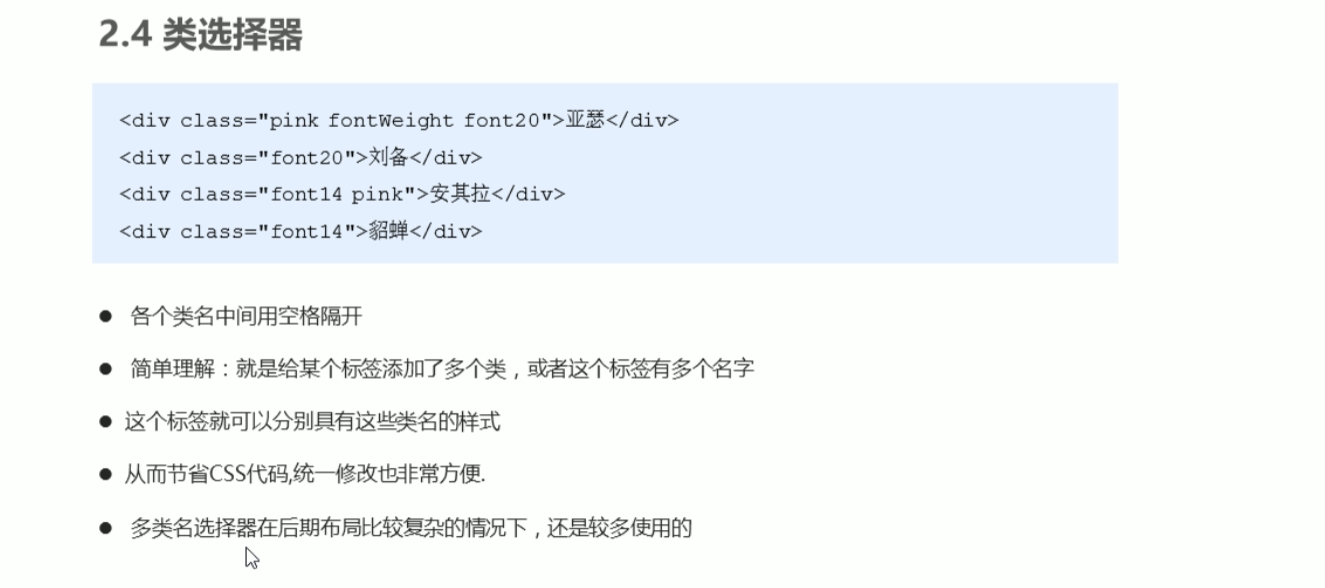 2.4 类选择器
<div class="pink fontWeight font20">亚瑟</div>
<div class="font20">刘备</div>
<div class="font14 pink">安其拉</div>
<div class="font14">貂蝉</div>
● 各个类名中间用空格隔开
● 简单理解：就是给某个标签添加了多个类，或者这个标签有多个名字
● 这个标签就可以分别具有这些类名的样式
● 从而节省CSS代码,统一修改也非常方便.
● 多类名选择器在后期布局比较复杂的情况下，还是较多使用的